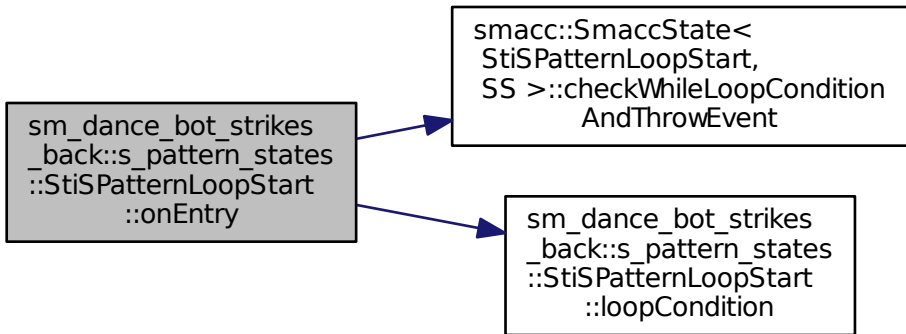 sm_dance_bot_strikes
_back::s_pattern_states
::StiSPatternLoopStart
::onEntry
smacc::SmaccState<
StiSPatternLoopStart,
SS >::checkWhileLoopCondition
AndThrowEvent
sm_dance_bot_strikes
_back::s_pattern_states
::StiSPatternLoopStart
::loopCondition